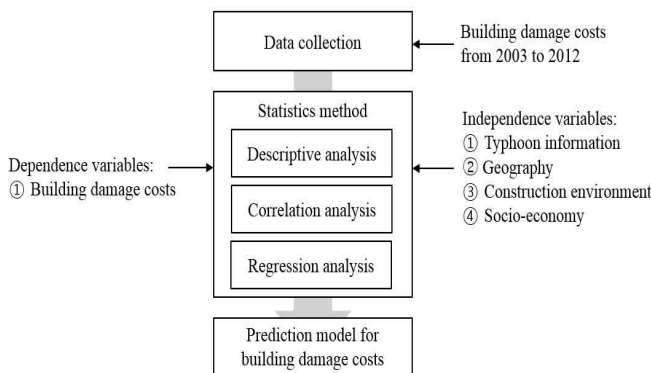 Data collection
Building damage costs
from 2003 to 2012
Statistics method
Descriptive analysis
Correlation analysis
Regression analysis
Dependence variables:
① Building damage costs
Independence variables:
① Typhoon information
② Geography
③ Construction environment
④ Socio-economy
Prediction model for
building damage costs